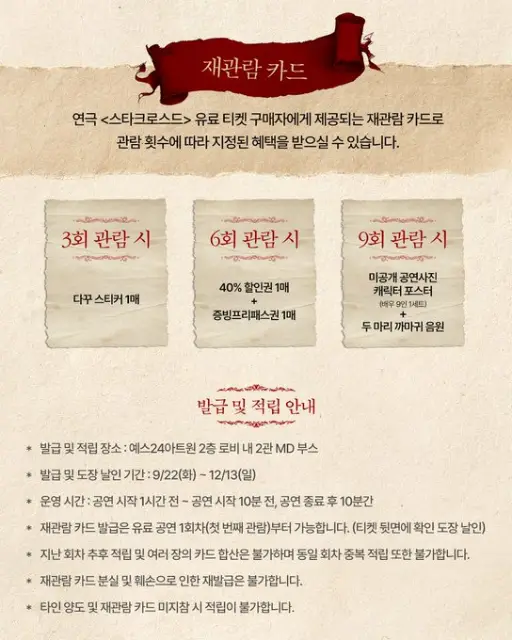 재관람 카드
연극 <스타크로스드> 유료 티켓 구매자에게 제공되는 재관람 카드로
관람 횟수에 따라 지정된 혜택을 받으실 수 있습니다.
3회 관람 시
다꾸 스티커 1매
6회 관람 시
40% 할인권 1매
+
증빙프리패스권 1매
9회 관람 시
미공개 공연사진
캐릭터 포스터
(배우 9인 1세트)
+
두 마리 까마귀 음원
발급 및 적립 안내
* 발급 및 적립 장소 : 예스24아트원 2층 로비 내 2관 MD 부스
* 발급 및 도장 날인 기간 : 9/22(화) ~ 12/13(일)
* 운영 시간 : 공연 시작 1시간 전 ~ 공연 시작 10분 전, 공연 종료 후 10분간
* 재관람 카드 발급은 유료 공연 1회차(첫 번째 관람)부터 가능합니다. (티켓 뒷면에 확인 도장 날인)
* 지난 회차 추후 적립 및 여러 장의 카드 합산은 불가하며 동일 회차 중복 적립 또한 불가합니다.
* 재관람 카드 분실 및 훼손으로 인한 재발급은 불가합니다.
* 타인 양도 및 재관람 카드 미지참 시 적립이 불가합니다.